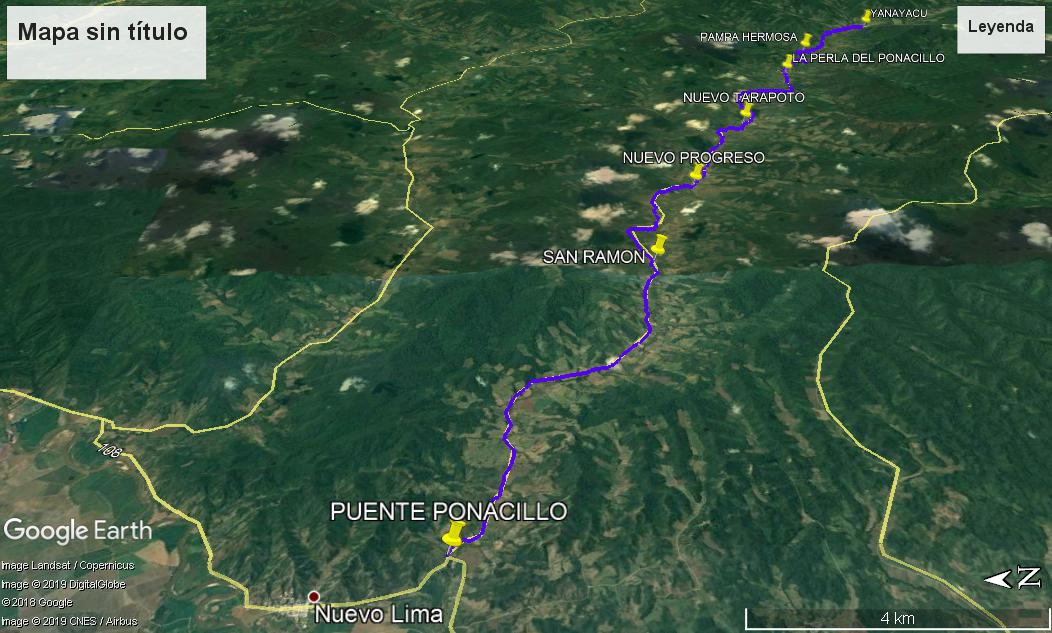 Mapa sin título
Leyenda
YANAYACU
PAMPA HERMOSA
LA PERLA DEL PONACILLO
NUEVO TARAPOTO
NUEVO PROGRESO
SAN RAMON
108
PUENTE PONACILLO
Google Earth
Image Landsat / Copernicus
Image © 2019 DigitalGlobe
© 2018 Google
Image © 2019 CNES / Airbus
Nuevo Lima
N
4 km